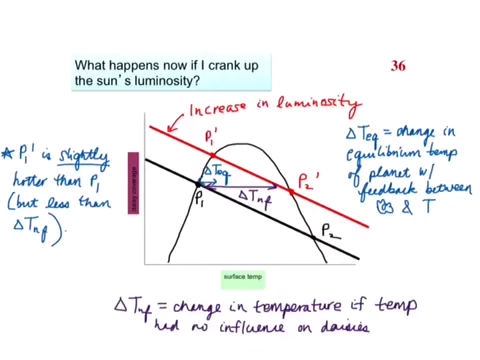 What happens now if I crank up
the sun's luminosity?
36
Increase in luminosity
* P₁' is slightly
hotter than P₁
(but less than
ΔTnf).
P₁'
ΔTeq
ΔTnf
P₁
P₂'
P₂
ΔTeq = change in
equilibrium temp
of planet w/
feedback between
& T
daisy coverage
surface temp
ΔTnf = change in temperature if temp
had no influence on daisies